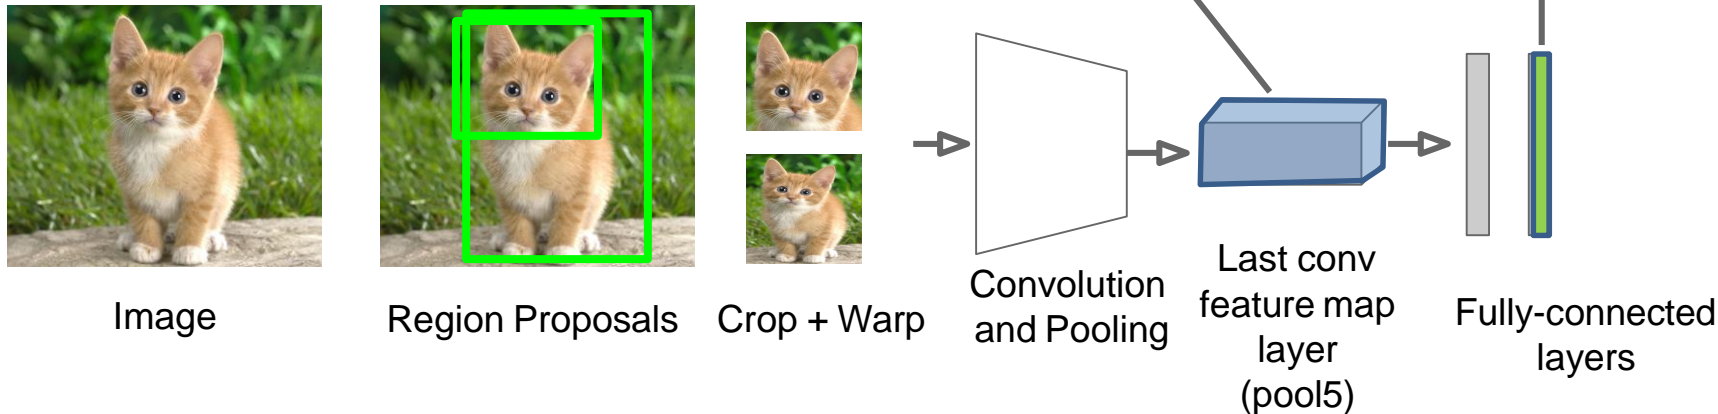 Image
Region Proposals
Crop + Warp
Convolution
and Pooling
Last conv
feature map
layer
(pool5)
Fully-connected
layers